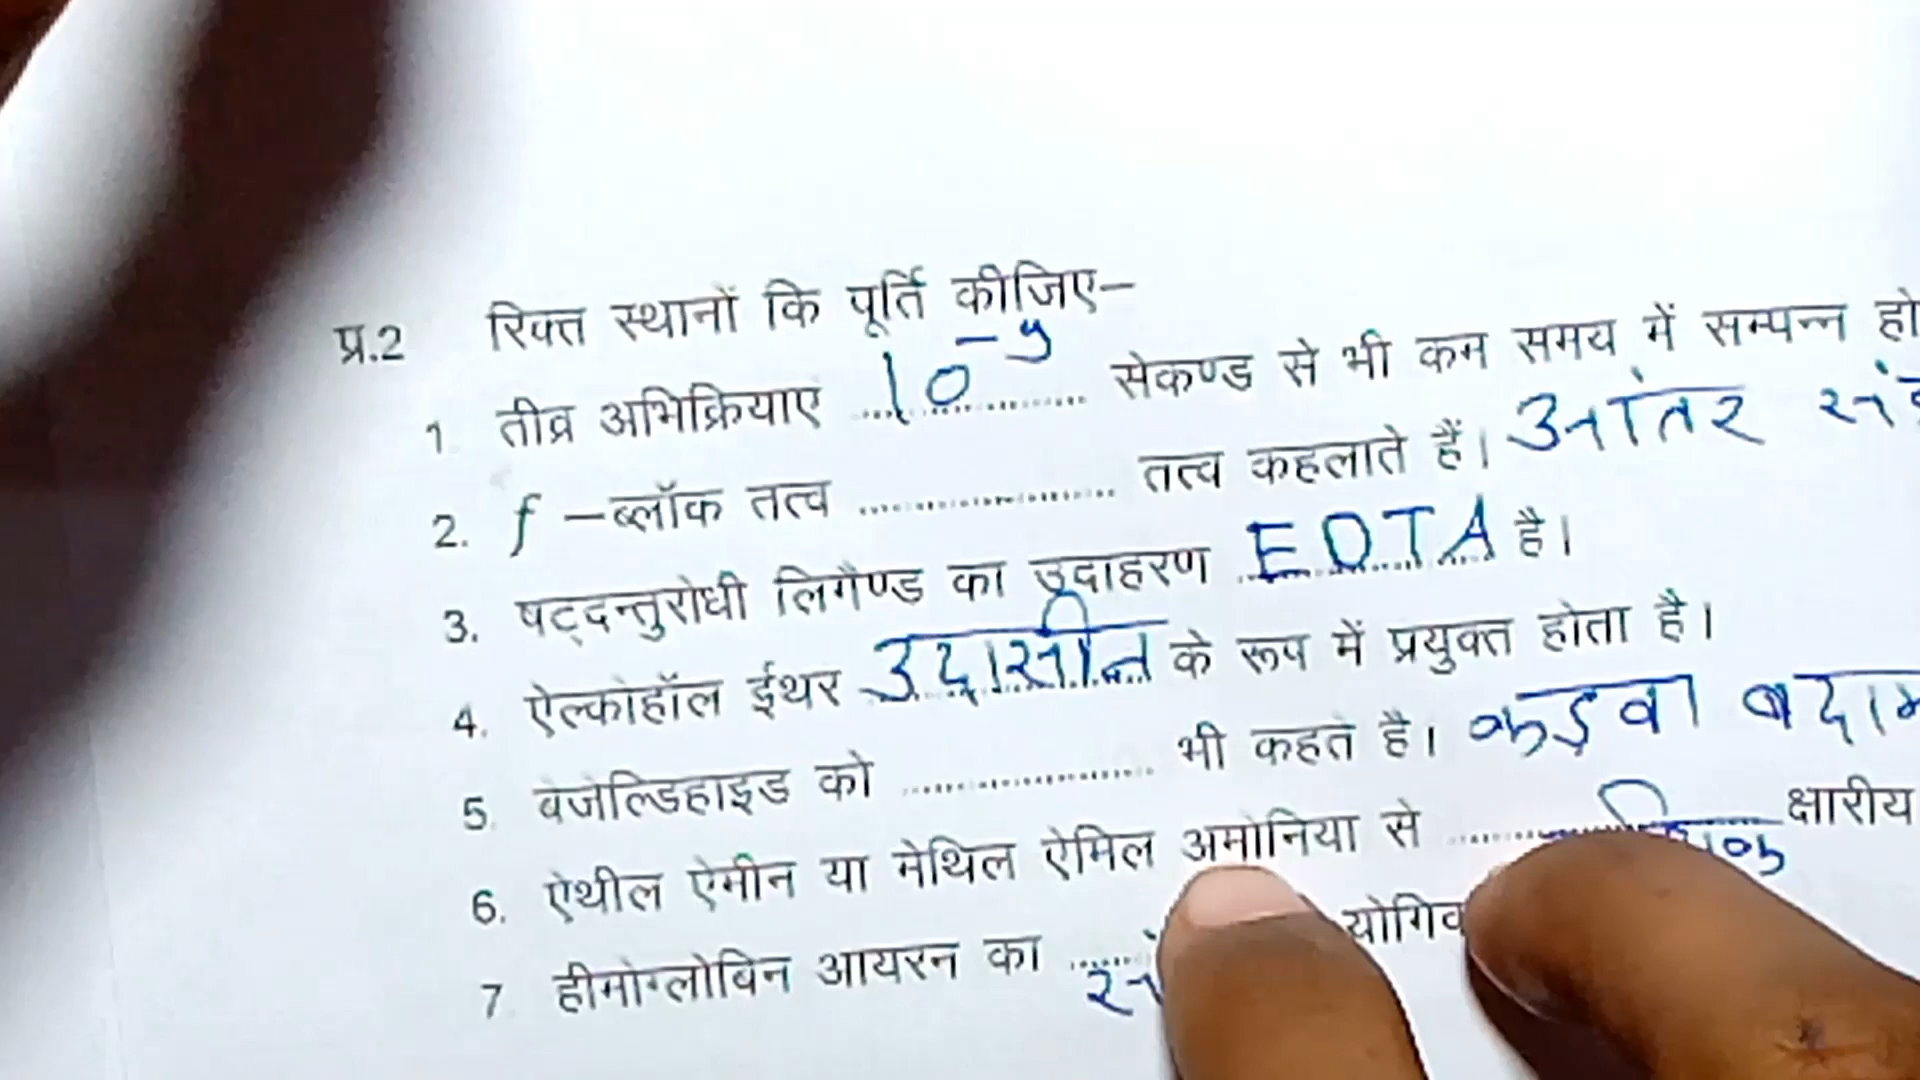 प्र.2 रिक्त स्थानों कि पूर्ति कीजिए–
1. तीव्र अभिक्रियाए 10⁻⁹ सेकण्ड से भी कम समय में सम्पन्न हो
2. f –ब्लॉक तत्व .............. तत्व कहलाते हैं। आंतर
3. षट्दन्तुरोधी लिगैण्ड का उदाहरण EDTA है।
4. ऐल्कोहॉल ईथर उदासीन के रूप में प्रयुक्त होता है।
5. बेजेल्डिहाइड को .............. भी कहते है। कड़वा बदाम
6. ऐथील ऐमीन या मेथिल ऐमिल अमोनिया से ........ क्षारीय
7. हीमोग्लोबिन आयरन का ......